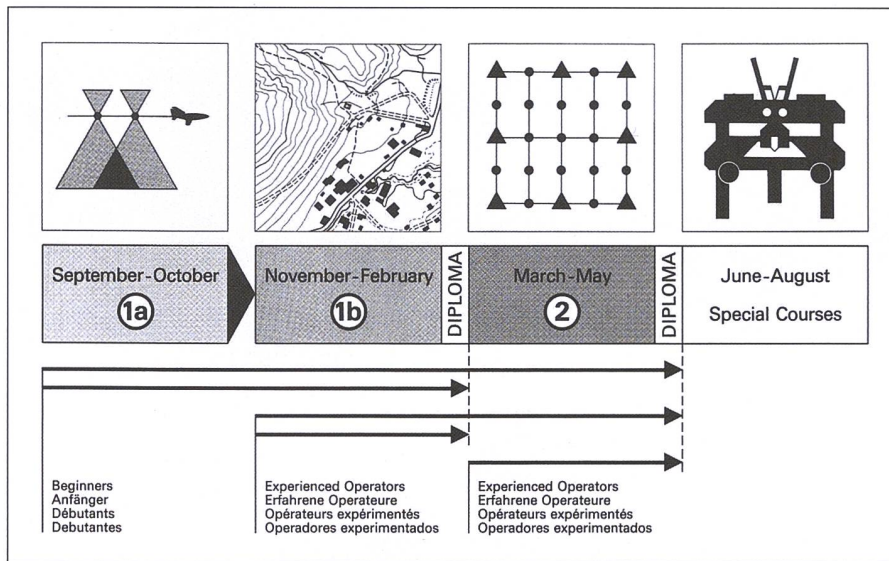 September-October
1a
November-February
1b
DIPLOMA
March-May
2
DIPLOMA
June-August
Special Courses
Beginners
Anfänger
Débutants
Debutantes
Experienced Operators
Erfahrene Operateure
Opérateurs expérimentés
Operadores experimentados
Experienced Operators
Erfahrene Operateure
Opérateurs expérimentés
Operadores experimentados